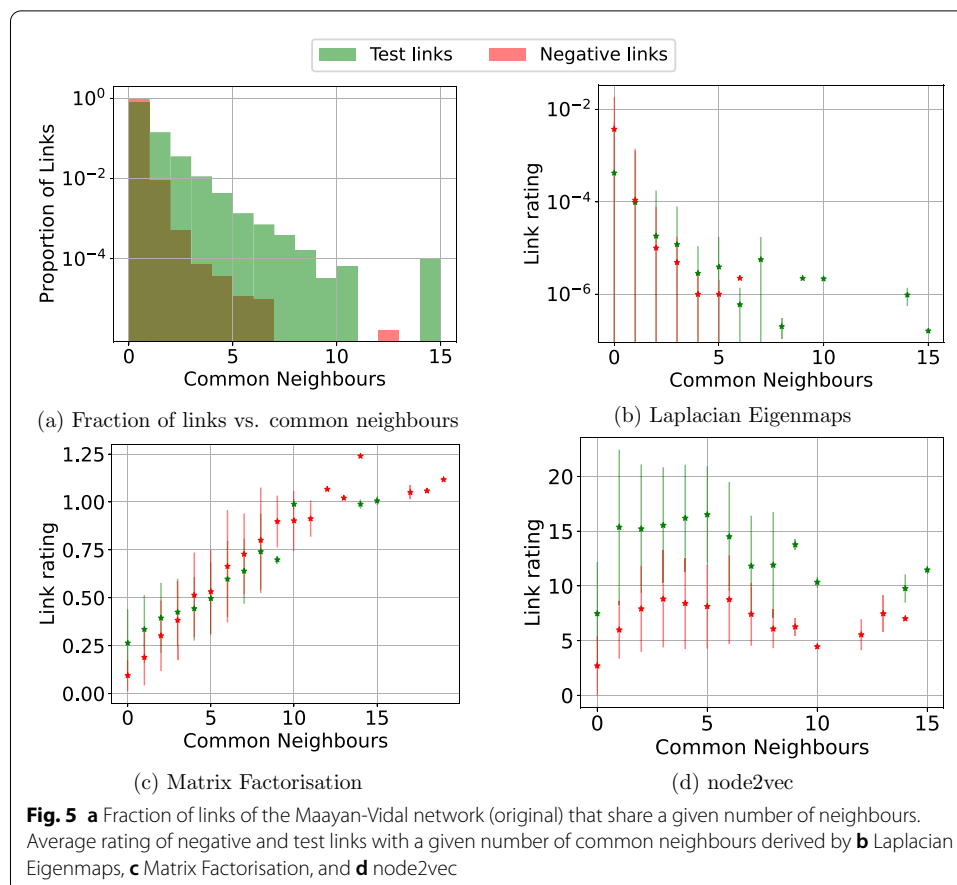 Test links Negative links
10^0
10^-2
10^-4
Proportion of Links
0 5 10 15
Common Neighbours
(a) Fraction of links vs. common neighbours
10^-2
10^-4
10^-6
Link rating
0 5 10 15
Common Neighbours
(b) Laplacian Eigenmaps
1.25
1.00
0.75
0.50
0.25
0.00
Link rating
0 5 10 15
Common Neighbours
(c) Matrix Factorisation
20
15
10
5
0
Link rating
0 5 10 15
Common Neighbours
(d) node2vec
Fig. 5 a Fraction of links of the Maayan-Vidal network (original) that share a given number of neighbours.
Average rating of negative and test links with a given number of common neighbours derived by b Laplacian
Eigenmaps, c Matrix Factorisation, and d node2vec